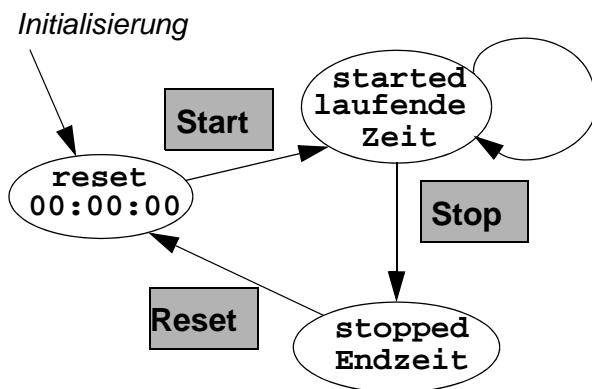 Initialisierung
started
laufende
Zeit
Start
reset
00:00:00
Stop
Reset
stopped
Endzeit